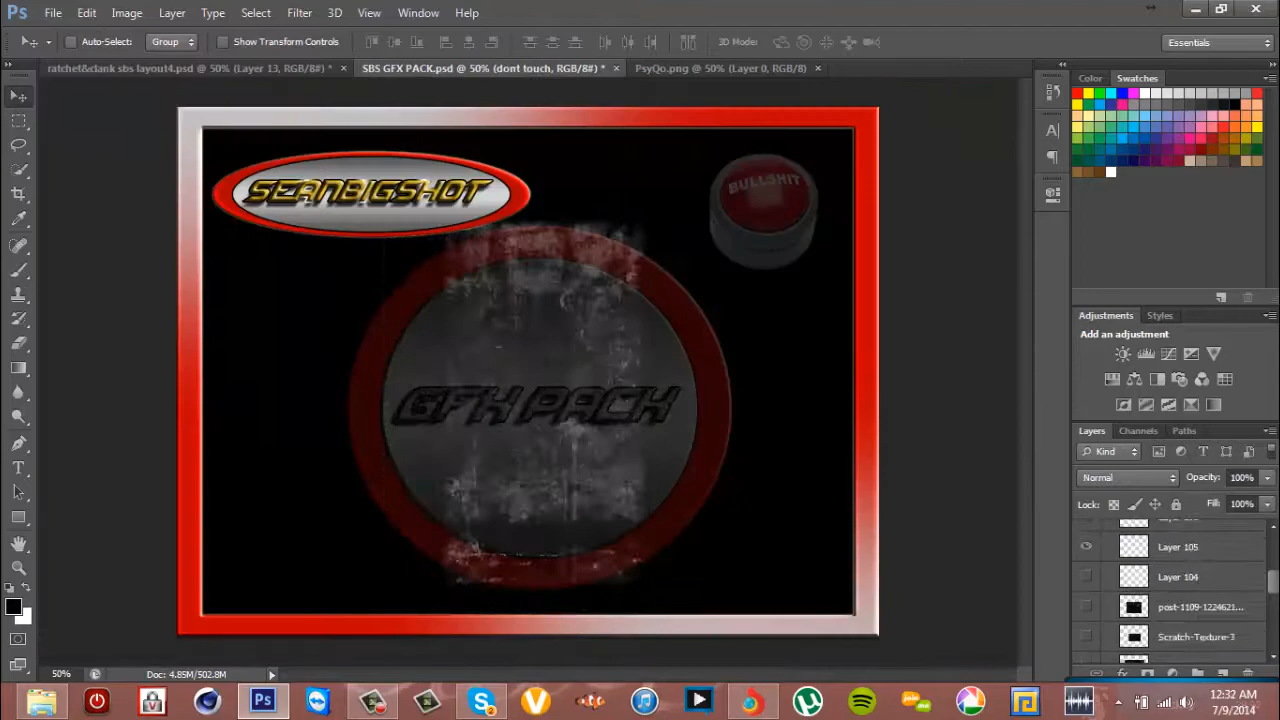 Ps File Edit Image Layer Type Select Filter 3D View Window Help
Auto-Select: Group Show Transform Controls 3D Mode: Essentials
ratchet&clank sbs layout4.psd @ 50% (Layer 13, RGB/8#) * × SBS GFX PACK.psd @ 50% (dont touch, RGB/8#) * × PsyQo.png @ 50% (Layer 0, RGB/8) ×
Color Swatches
SEANBIGSHOT
BULLSHIT
GFX PACK
Adjustments Styles
Add an adjustment
Layers Channels Paths
Kind
Normal Opacity: 100%
Lock: Fill: 100%
Layer 105
Layer 104
post-1109-1224621...
Scratch-Texture-3
50% Doc: 4.85M/502.8M
Ps
12:32 AM
7/9/2014